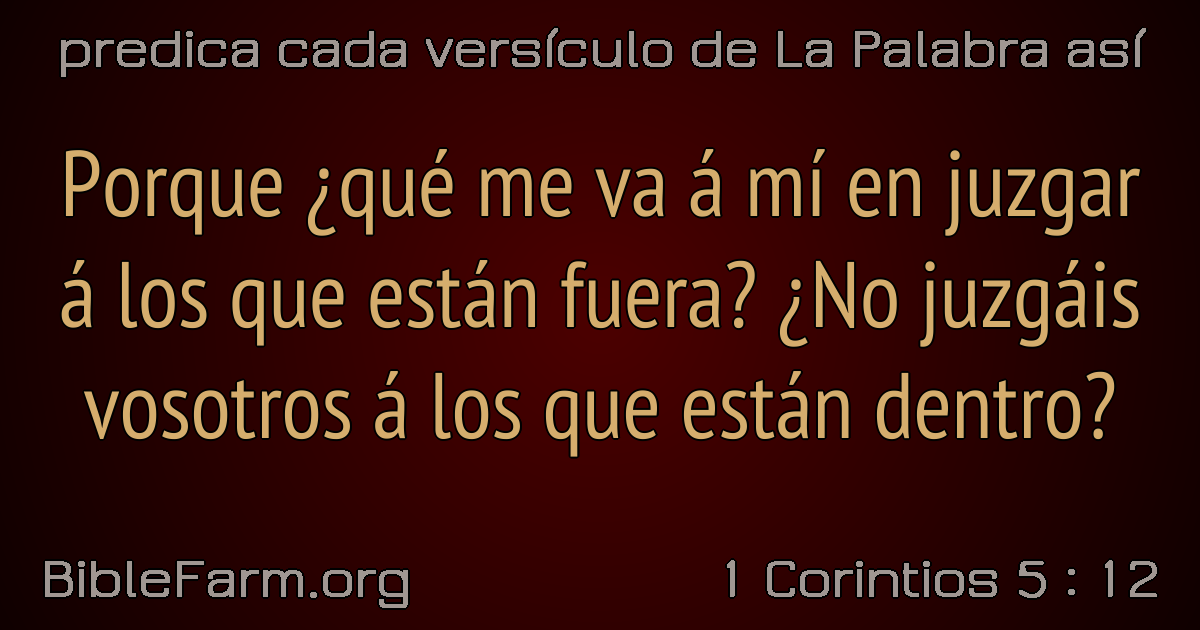 predica cada versículo de La Palabra así
Porque ¿qué me va á mí en juzgar
á los que están fuera? ¿No juzgáis
vosotros á los que están dentro?
BibleFarm.org
1 Corintios 5 : 12